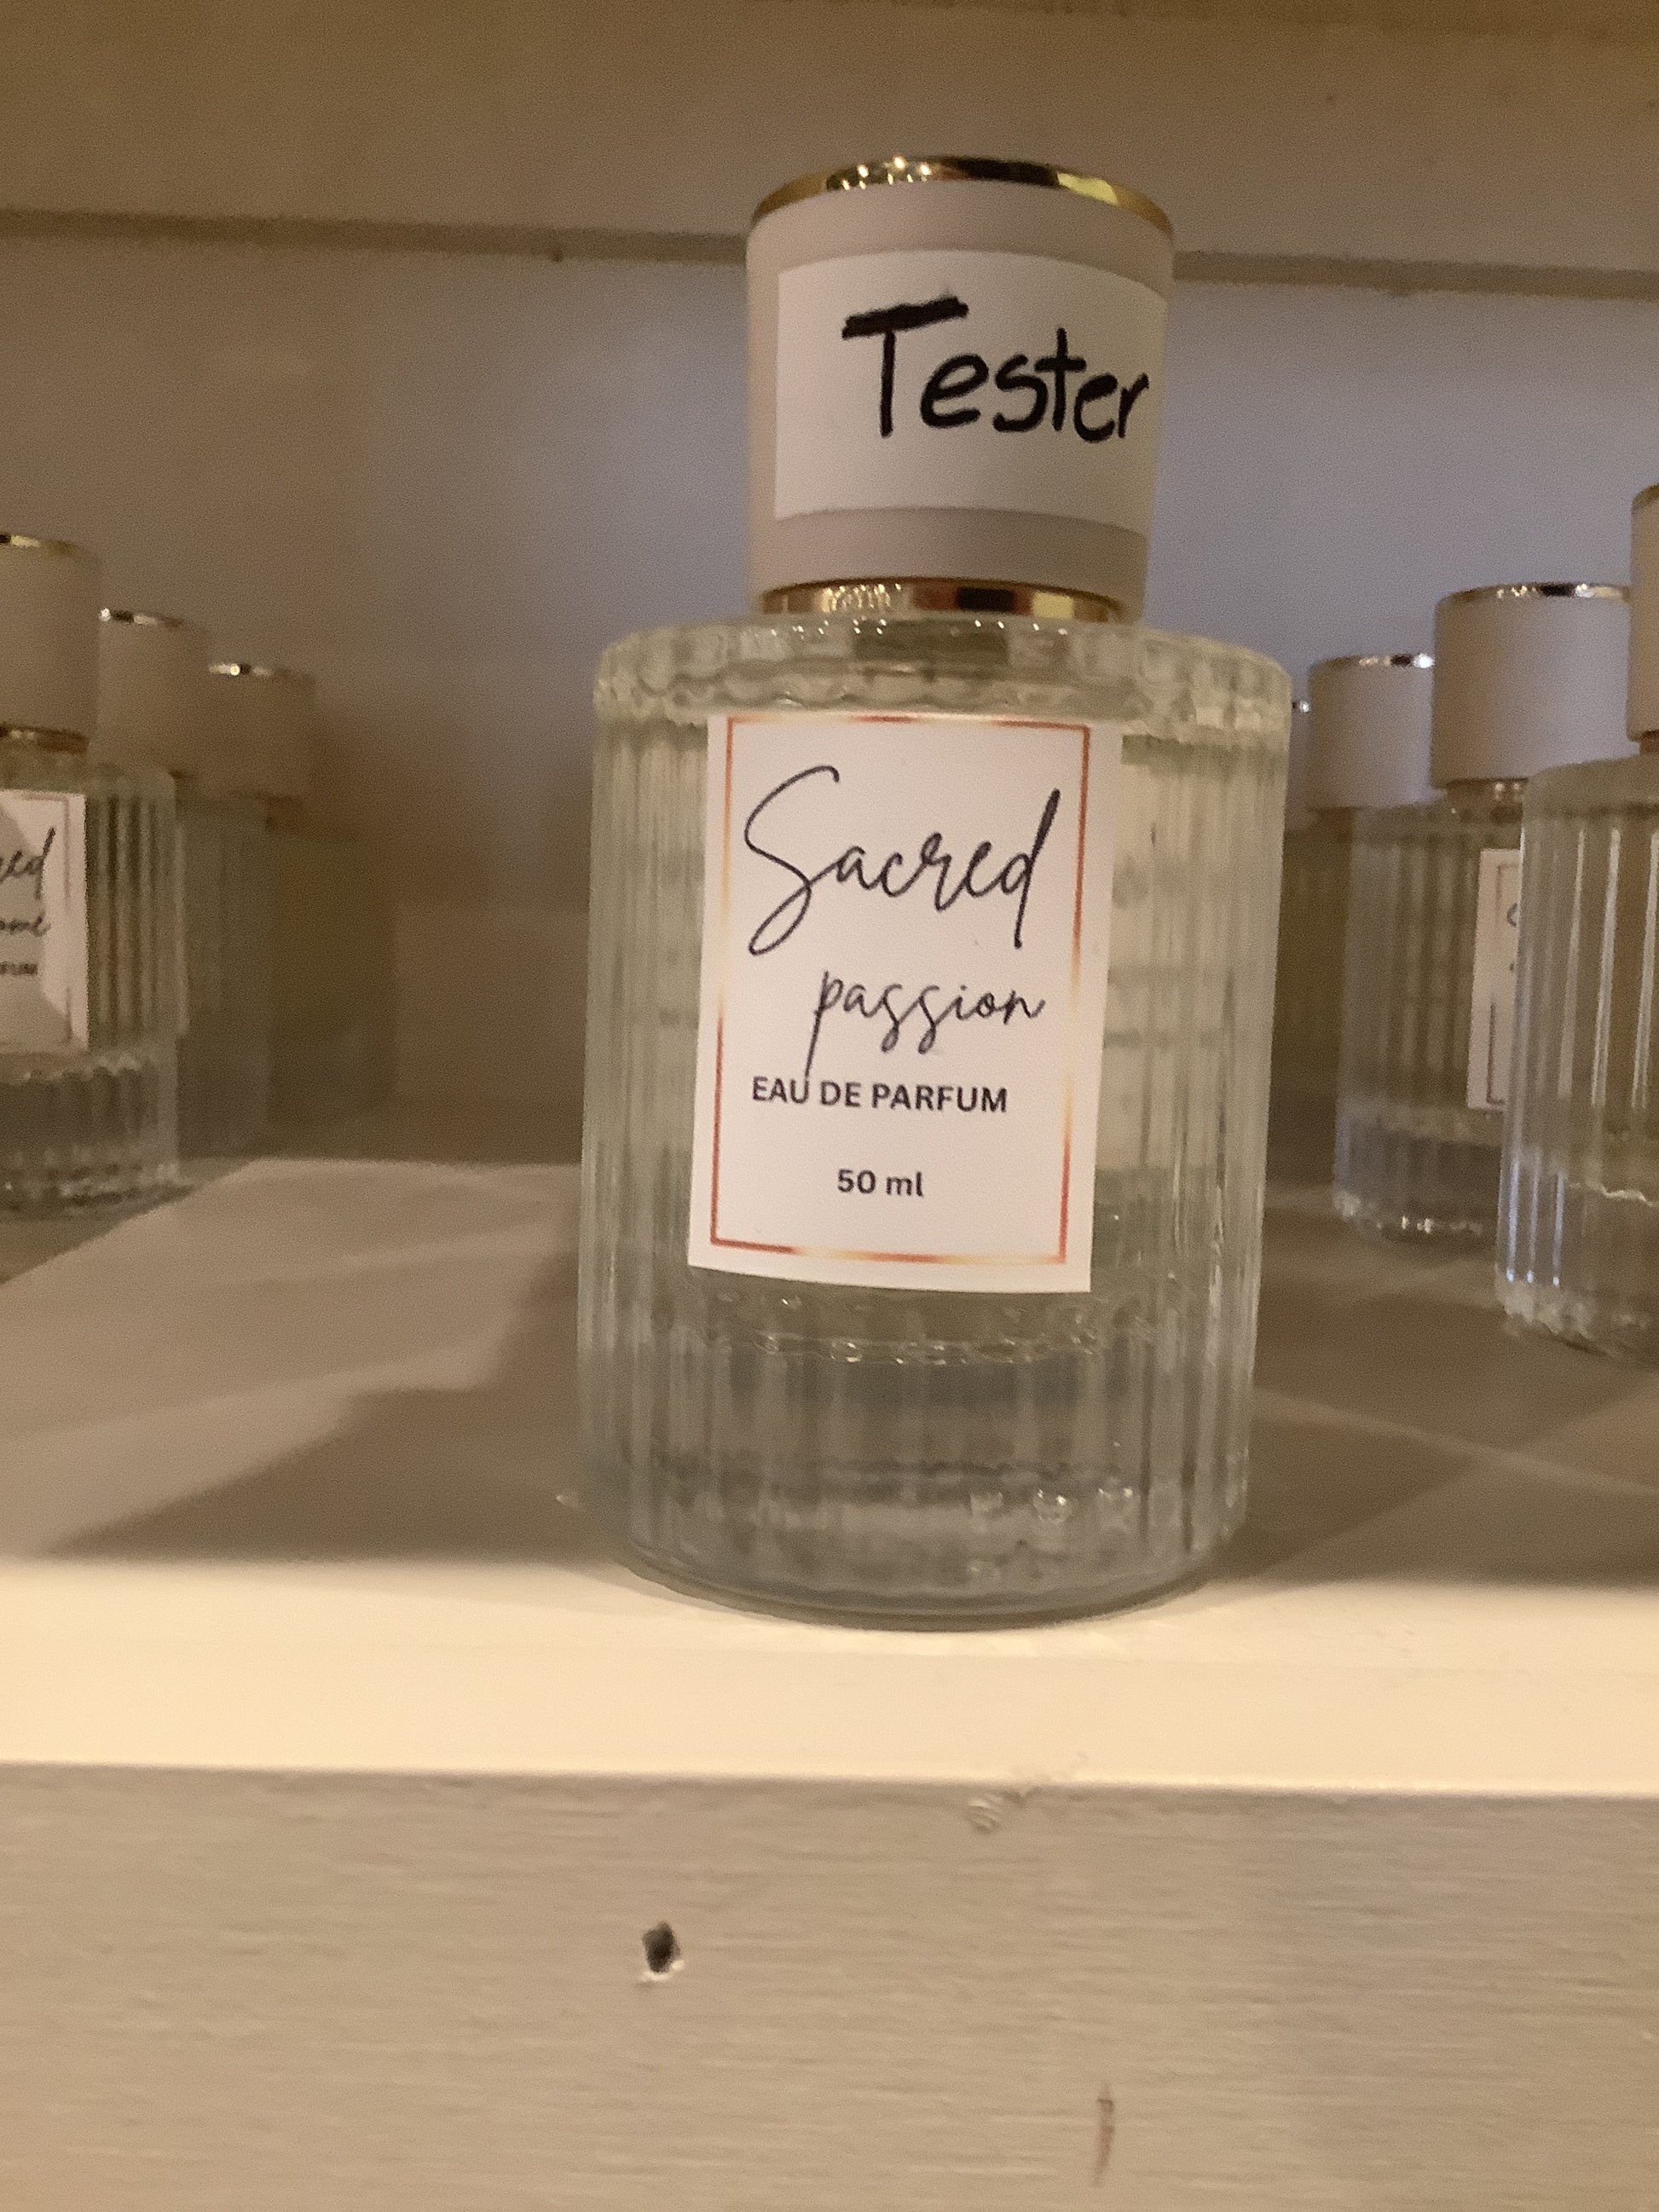 Tester
Sacred
passion
EAU DE PARFUM
50 ml